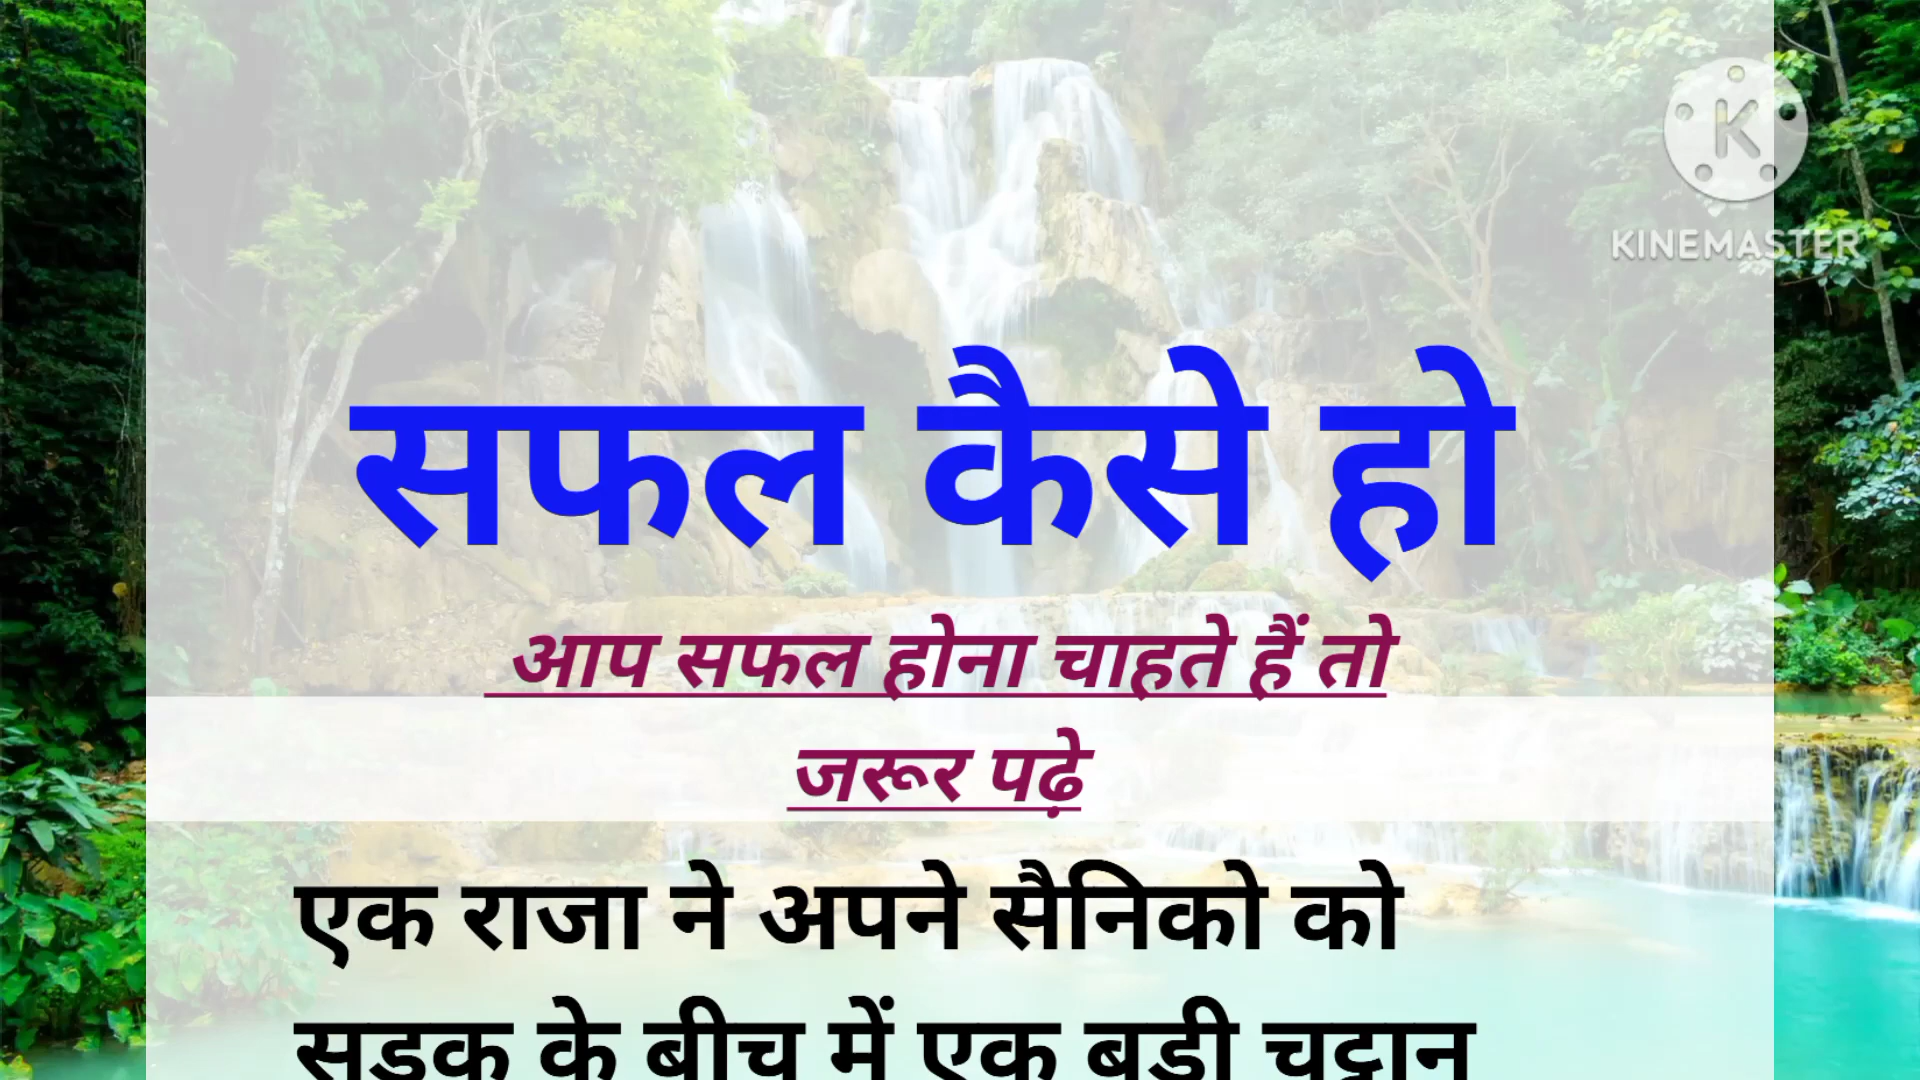 KINEMASTER
सफल कैसे हो
आप सफल होना चाहते हैं तो
जरूर पढ़े
एक राजा ने अपने सैनिको को
सड़क के बीच में एक बड़ी चट्टान